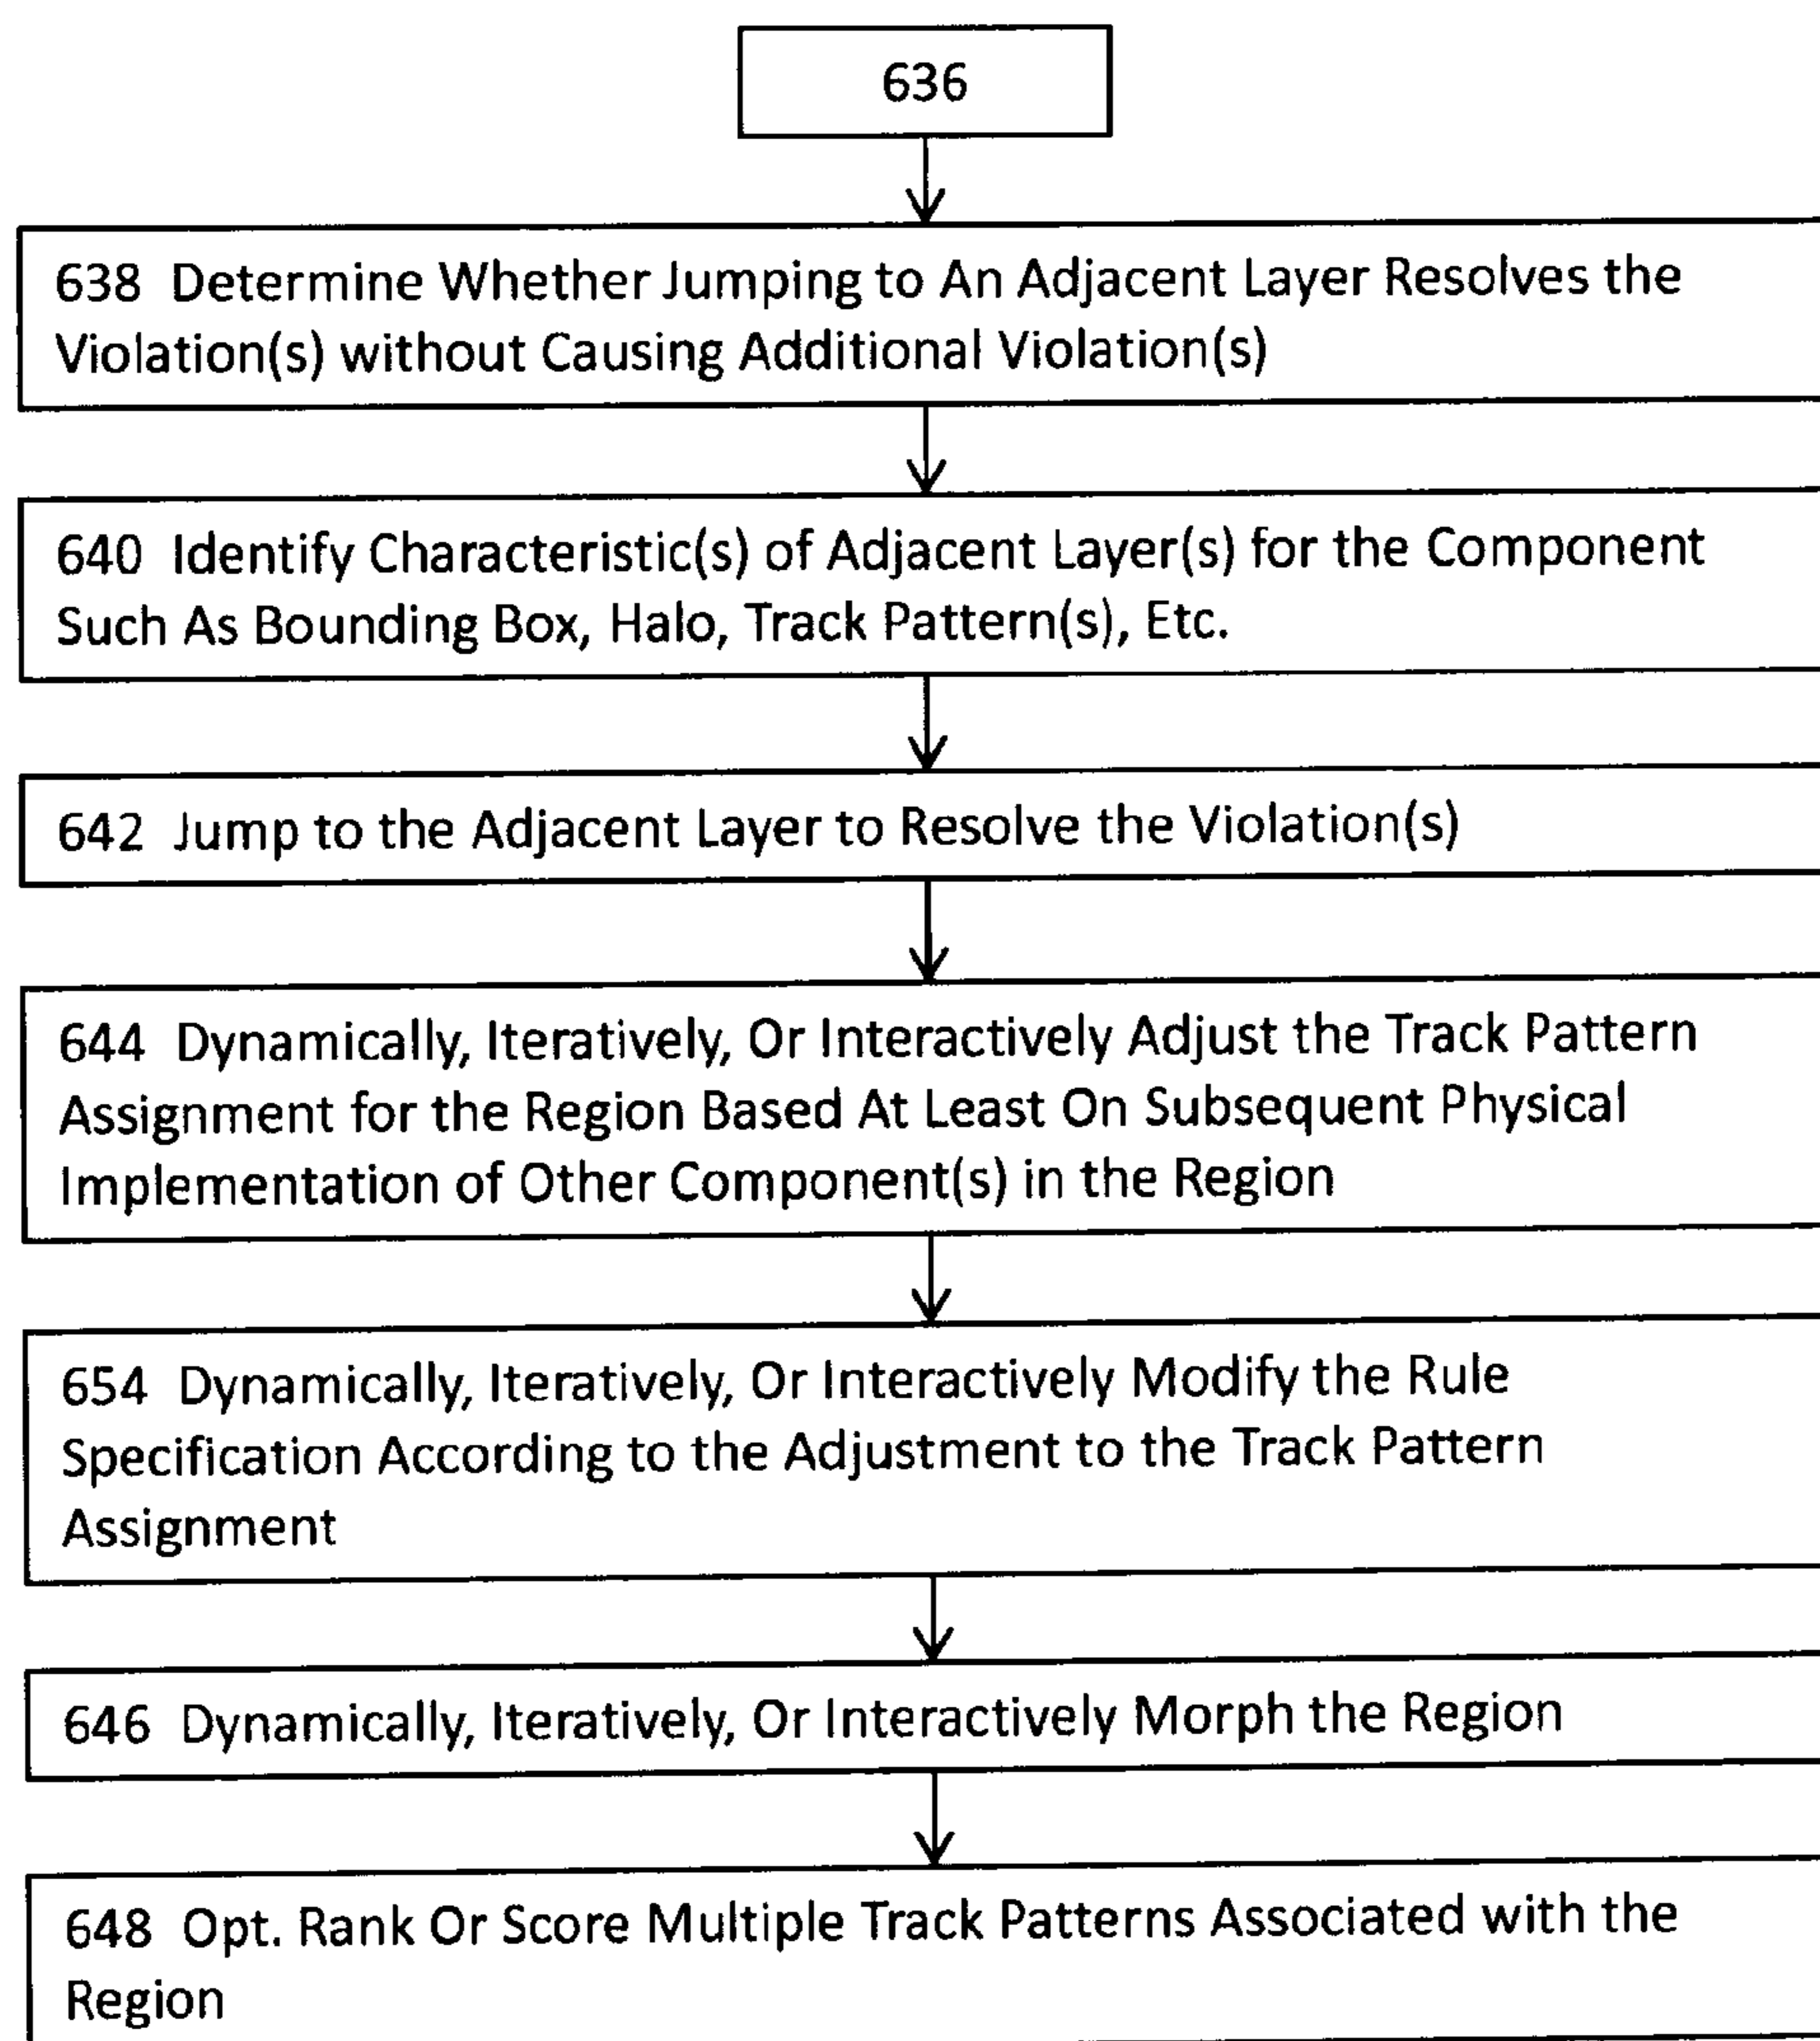 636
638 Determine Whether Jumping to An Adjacent Layer Resolves the
Violation(s) without Causing Additional Violation(s)
640 Identify Characteristic(s) of Adjacent Layer(s) for the Component
Such As Bounding Box, Halo, Track Pattern(s), Etc.
642 Jump to the Adjacent Layer to Resolve the Violation(s)
644 Dynamically, Iteratively, Or Interactively Adjust the Track Pattern
Assignment for the Region Based At Least On Subsequent Physical
Implementation of Other Component(s) in the Region
654 Dynamically, Iteratively, Or Interactively Modify the Rule
Specification According to the Adjustment to the Track Pattern
Assignment
646 Dynamically, Iteratively, Or Interactively Morph the Region
648 Opt. Rank Or Score Multiple Track Patterns Associated with the
Region